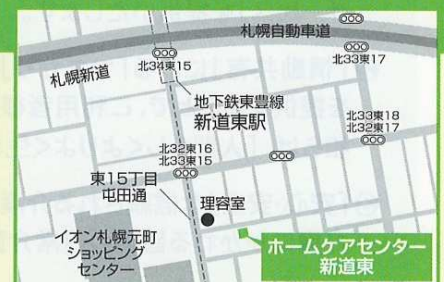 札幌自動車道
北34東15
北33東17
札幌新道
地下鉄東豊線
新道東駅
北33東18
北32東17
北32東16
北33東15
東15丁目
屯田通
理容室
イオン札幌元町
ショッピング
センター
ホームケアセンター
新道東